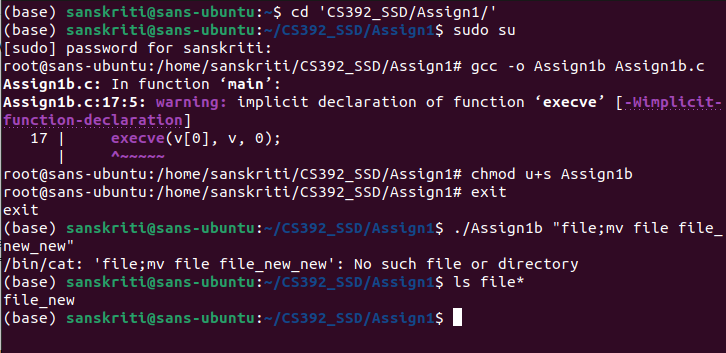 (base) sanskriti@sans-ubuntu:~$ cd 'CS392_SSD/Assign1/'
(base) sanskriti@sans-ubuntu:~/CS392_SSD/Assign1$ sudo su
[sudo] password for sanskriti:
root@sans-ubuntu:/home/sanskriti/CS392_SSD/Assign1# gcc -o Assign1b Assign1b.c
Assign1b.c: In function ‘main’:
Assign1b.c:17:5: warning: implicit declaration of function ‘execve’ [-Wimplicit-
function-declaration]
   17 |     execve(v[0], v, 0);
      |     ^~~~~~
root@sans-ubuntu:/home/sanskriti/CS392_SSD/Assign1# chmod u+s Assign1b
root@sans-ubuntu:/home/sanskriti/CS392_SSD/Assign1# exit
exit
(base) sanskriti@sans-ubuntu:~/CS392_SSD/Assign1$ ./Assign1b "file;mv file file_
new_new"
/bin/cat: 'file;mv file file_new_new': No such file or directory
(base) sanskriti@sans-ubuntu:~/CS392_SSD/Assign1$ ls file*
file_new
(base) sanskriti@sans-ubuntu:~/CS392_SSD/Assign1$